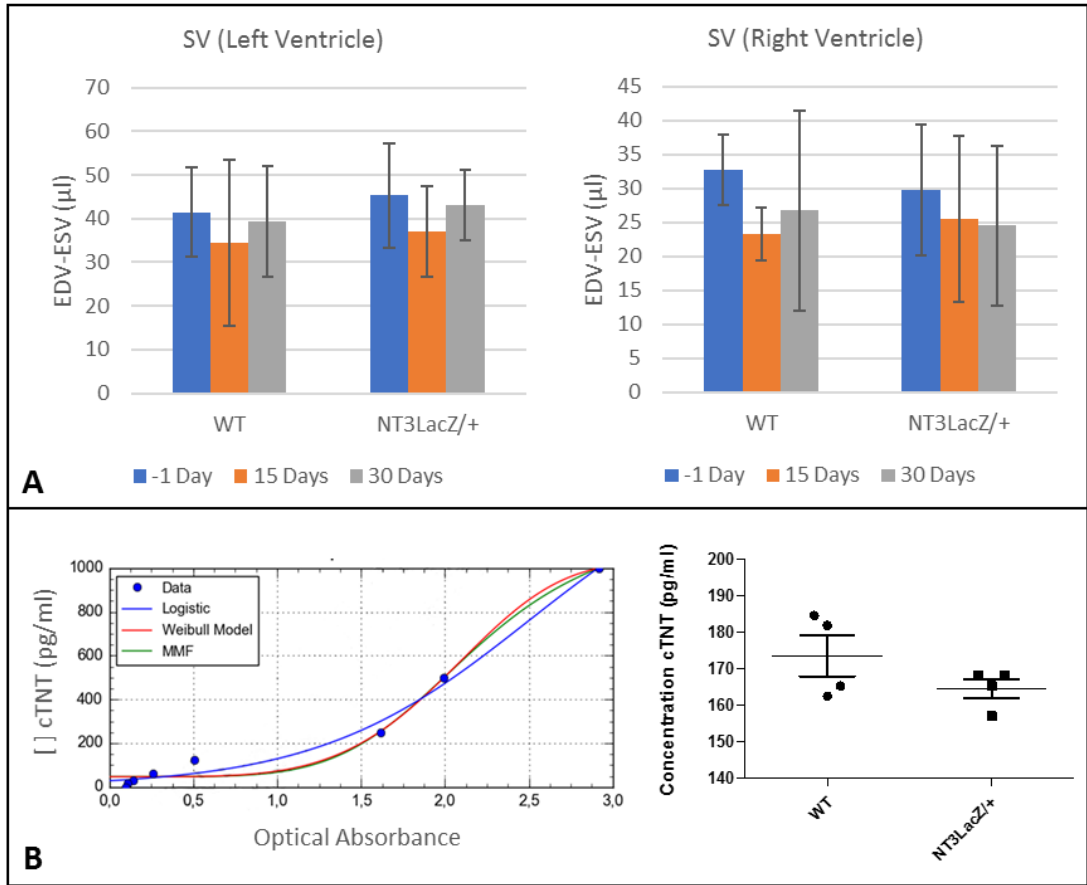 SV (Left Ventricle)
EDV-ESV (µl)
70
60
50
40
30
20
10
0
WT
NT3LacZ/+
-1 Day
15 Days
30 Days
SV (Right Ventricle)
EDV-ESV (µl)
45
40
35
30
25
20
15
10
5
0
WT
NT3LacZ/+
-1 Day
15 Days
30 Days
A
[ ] cTNT (pg/ml)
1000
800
600
400
200
0
Data
Logistic
Weibull Model
MMF
0,0
0,5
1,0
1,5
2,0
2,5
3,0
Optical Absorbance
Concentration cTNT (pg/ml)
200
190
180
170
160
150
140
WT
NT3LacZ/+
B